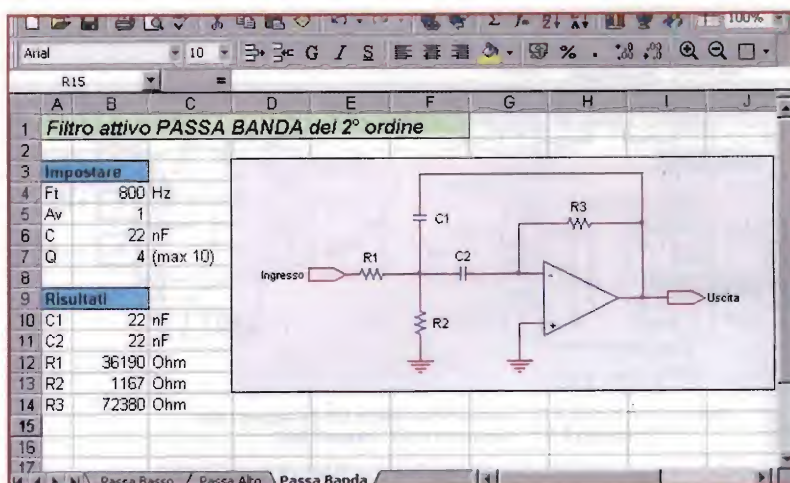 100%
Arial 10 G I S % .
R15 =
A B C D E F G H I J
1 Filtro attivo PASSA BANDA del 2° ordine
2
3 Impostare
4 Ft 800 Hz
5 Av 1
6 C 22 nF
7 Q 4 (max 10)
8
9 Risultati
10 C1 22 nF
11 C2 22 nF
12 R1 36190 Ohm
13 R2 1167 Ohm
14 R3 72380 Ohm
15
16
17
C1
R3
R1
C2
Ingresso
-
Uscita
R2
+
Passa Basso / Passa Alto \ Passa Banda /